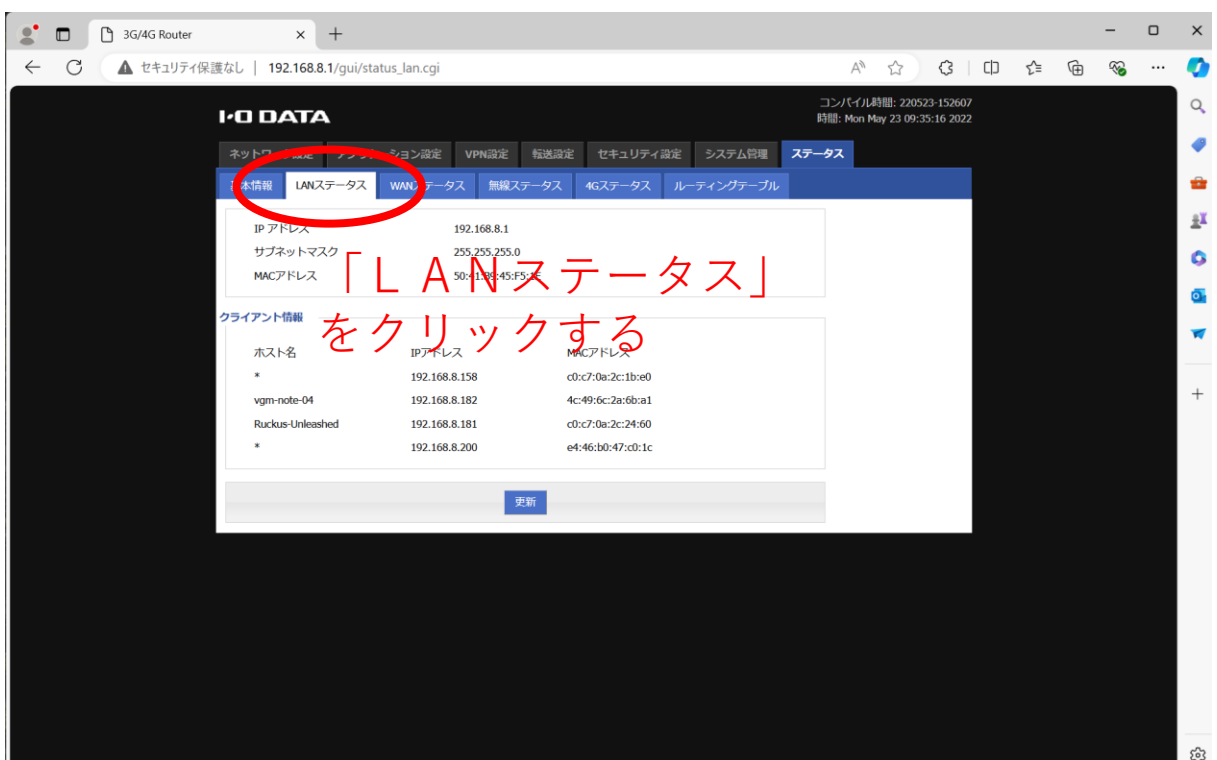 3G/4G Router
セキュリティ保護なし | 192.168.8.1/gui/status_lan.cgi
I-O DATA
コンパイル時間: 220523-152607
時間: Mon May 23 09:35:16 2022
VPN設定 転送設定 セキュリティ設定 システム管理 ステータス
本情報 LANステータス WANステータス 無線ステータス 4Gステータス ルーティングテーブル
IP アドレス 192.168.8.1
サブネットマスク 255.255.255.0
MACアドレス
「ＬＡＮステータス」
をクリックする
クライアント情報
ホスト名 IPアドレス MACアドレス
* 192.168.8.158 c0:c7:0a:2c:1b:e0
vgm-note-04 192.168.8.182 4c:49:6c:2a:6b:a1
Ruckus-Unleashed 192.168.8.181 c0:c7:0a:2c:24:60
* 192.168.8.200 e4:46:b0:47:c0:1c
更新